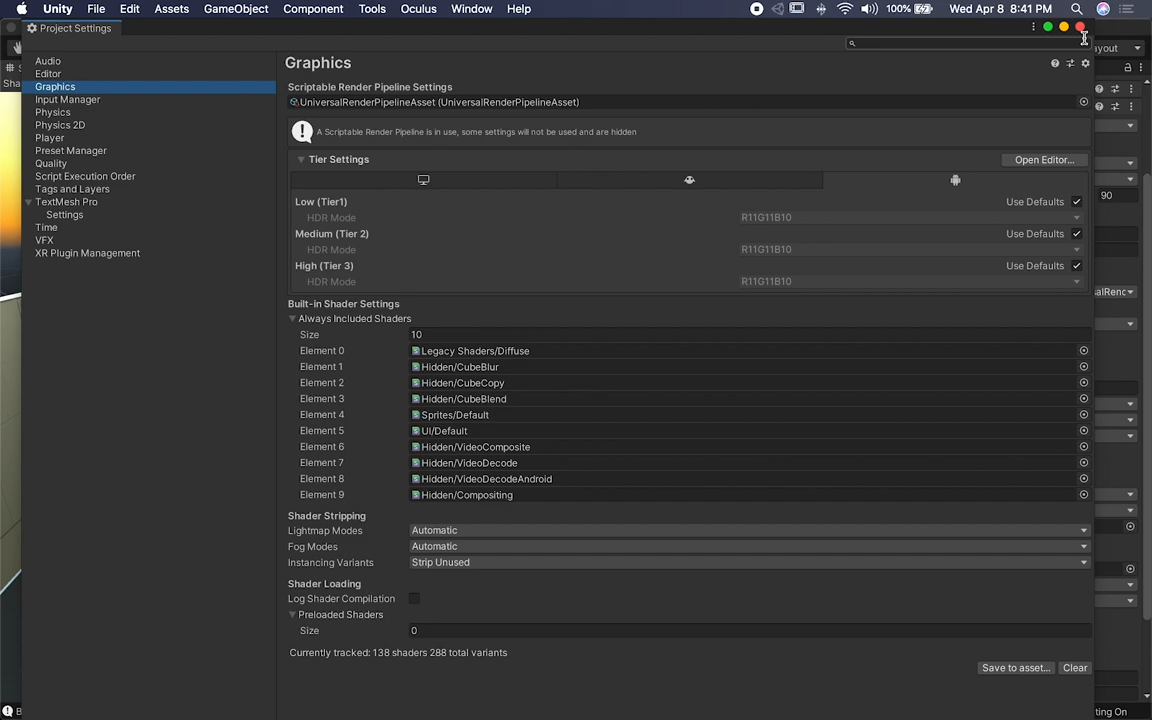 Unity File Edit Assets GameObject Component Tools Oculus Window Help 100% Wed Apr 8 8:41 PM
Project Settings
ayout
Audio
Editor
Graphics
Input Manager
Physics
Physics 2D
Player
Preset Manager
Quality
Script Execution Order
Tags and Layers
TextMesh Pro
Settings
Time
VFX
XR Plugin Management
Graphics
Scriptable Render Pipeline Settings
UniversalRenderPipelineAsset (UniversalRenderPipelineAsset)
A Scriptable Render Pipeline is in use, some settings will not be used and are hidden
Tier Settings Open Editor...
Low (Tier1) Use Defaults
HDR Mode R11G11B10
Medium (Tier 2) Use Defaults
HDR Mode R11G11B10
High (Tier 3) Use Defaults
HDR Mode R11G11B10
Built-in Shader Settings
Always Included Shaders
Size 10
Element 0 Legacy Shaders/Diffuse
Element 1 Hidden/CubeBlur
Element 2 Hidden/CubeCopy
Element 3 Hidden/CubeBlend
Element 4 Sprites/Default
Element 5 UI/Default
Element 6 Hidden/VideoComposite
Element 7 Hidden/VideoDecode
Element 8 Hidden/VideoDecodeAndroid
Element 9 Hidden/Compositing
Shader Stripping
Lightmap Modes Automatic
Fog Modes Automatic
Instancing Variants Strip Unused
Shader Loading
Log Shader Compilation
Preloaded Shaders
Size 0
Currently tracked: 138 shaders 288 total variants
Save to asset... Clear
90
alRenc
ting On
S
Sha
B